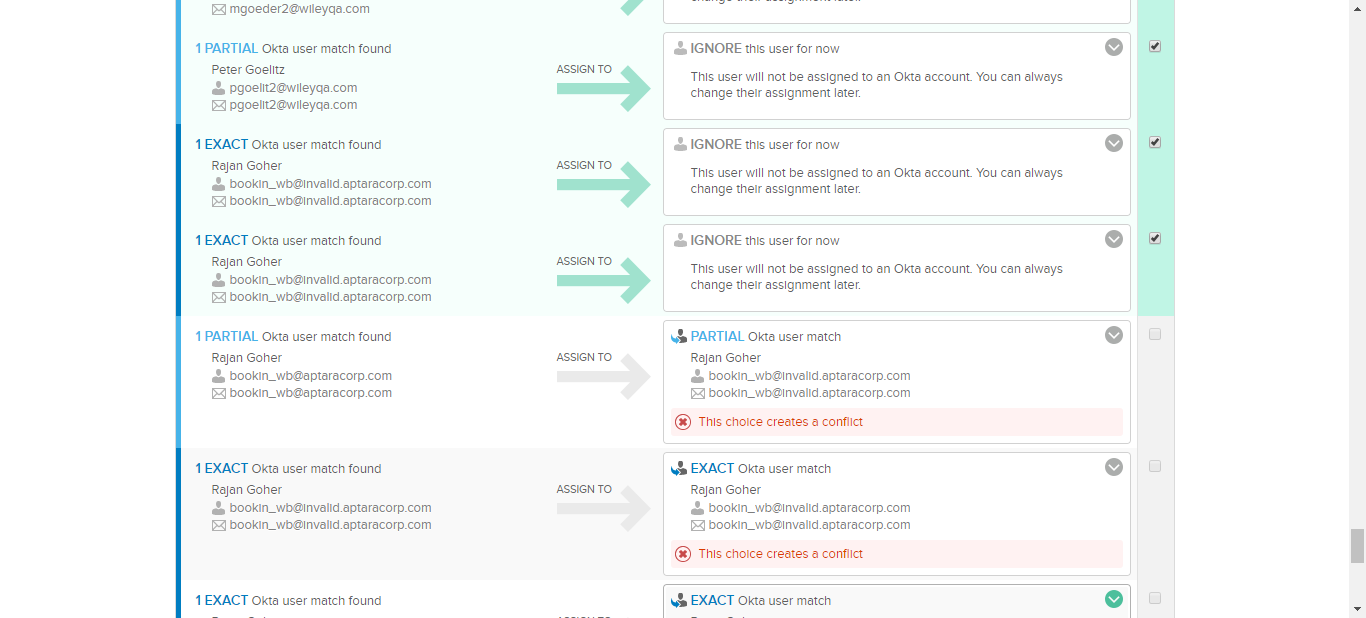 mgoeder2@wileyqa.com
change their assignment later.
1 PARTIAL Okta user match found
Peter Goelitz
pgoelit2@wileyqa.com
pgoelit2@wileyqa.com
ASSIGN TO
IGNORE this user for now
This user will not be assigned to an Okta account. You can always
change their assignment later.
1 EXACT Okta user match found
Rajan Goher
bookin_wb@invalid.aptaracorp.com
bookin_wb@invalid.aptaracorp.com
ASSIGN TO
IGNORE this user for now
This user will not be assigned to an Okta account. You can always
change their assignment later.
1 EXACT Okta user match found
Rajan Goher
bookin_wb@invalid.aptaracorp.com
bookin_wb@invalid.aptaracorp.com
ASSIGN TO
IGNORE this user for now
This user will not be assigned to an Okta account. You can always
change their assignment later.
1 PARTIAL Okta user match found
Rajan Goher
bookin_wb@aptaracorp.com
bookin_wb@aptaracorp.com
ASSIGN TO
PARTIAL Okta user match
Rajan Goher
bookin_wb@invalid.aptaracorp.com
bookin_wb@invalid.aptaracorp.com
This choice creates a conflict
1 EXACT Okta user match found
Rajan Goher
bookin_wb@invalid.aptaracorp.com
bookin_wb@invalid.aptaracorp.com
ASSIGN TO
EXACT Okta user match
Rajan Goher
bookin_wb@invalid.aptaracorp.com
bookin_wb@invalid.aptaracorp.com
This choice creates a conflict
1 EXACT Okta user match found
EXACT Okta user match